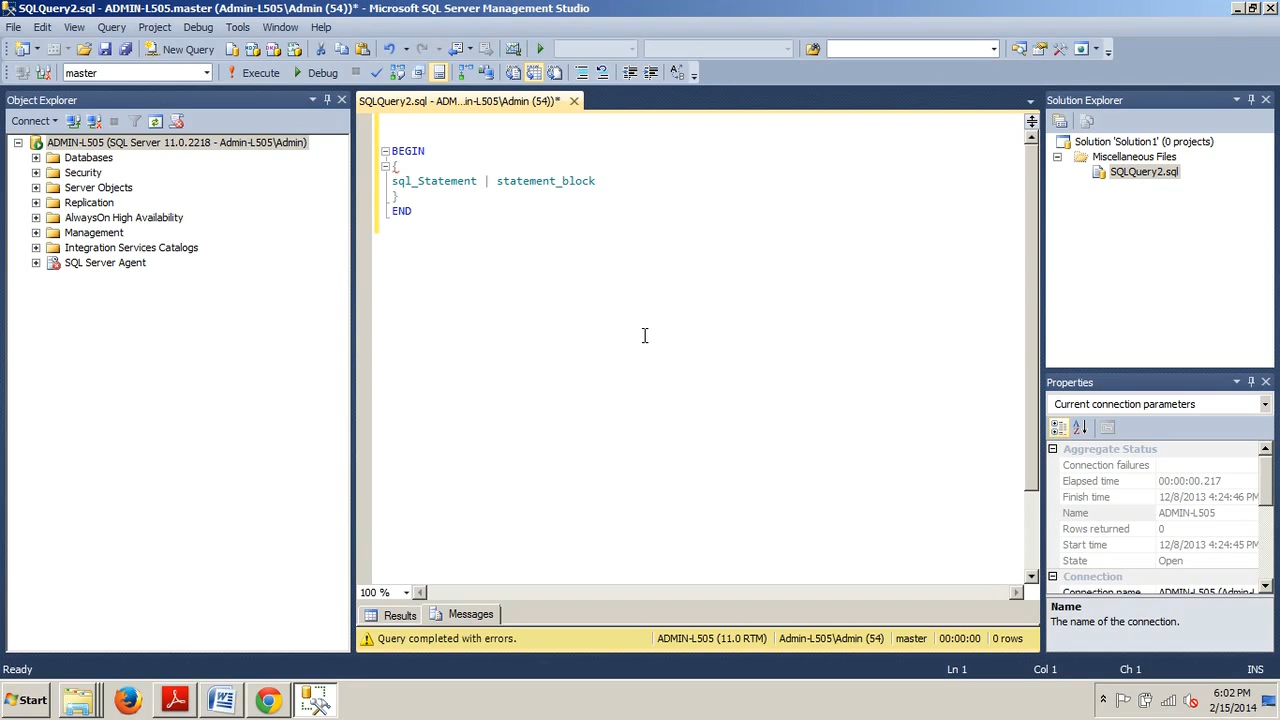 SQLQuery2.sql - ADMIN-L505.master (Admin-L505\Admin (54))* - Microsoft SQL Server Management Studio
File Edit View Query Project Debug Tools Window Help
New Query
master Execute Debug
Object Explorer
Connect
ADMIN-L505 (SQL Server 11.0.2218 - Admin-L505\Admin)
Databases
Security
Server Objects
Replication
AlwaysOn High Availability
Management
Integration Services Catalogs
SQL Server Agent
SQLQuery2.sql - ADM...in-L505\Admin (54))*
BEGIN
{
sql_Statement | statement_block
}
END
100 %
Results Messages
Query completed with errors. ADMIN-L505 (11.0 RTM) Admin-L505\Admin (54) master 00:00:00 0 rows
Solution Explorer
Solution 'Solution1' (0 projects)
Miscellaneous Files
SQLQuery2.sql
Properties
Current connection parameters
Aggregate Status
Connection failures
Elapsed time 00:00:00.217
Finish time 12/8/2013 4:24:46 PM
Name ADMIN-L505
Rows returned 0
Start time 12/8/2013 4:24:45 PM
State Open
Connection
Connection name ADMIN-L505 (Admin-
Name
The name of the connection.
Ready Ln 1 Col 1 Ch 1 INS
Start 6:02 PM
2/15/2014